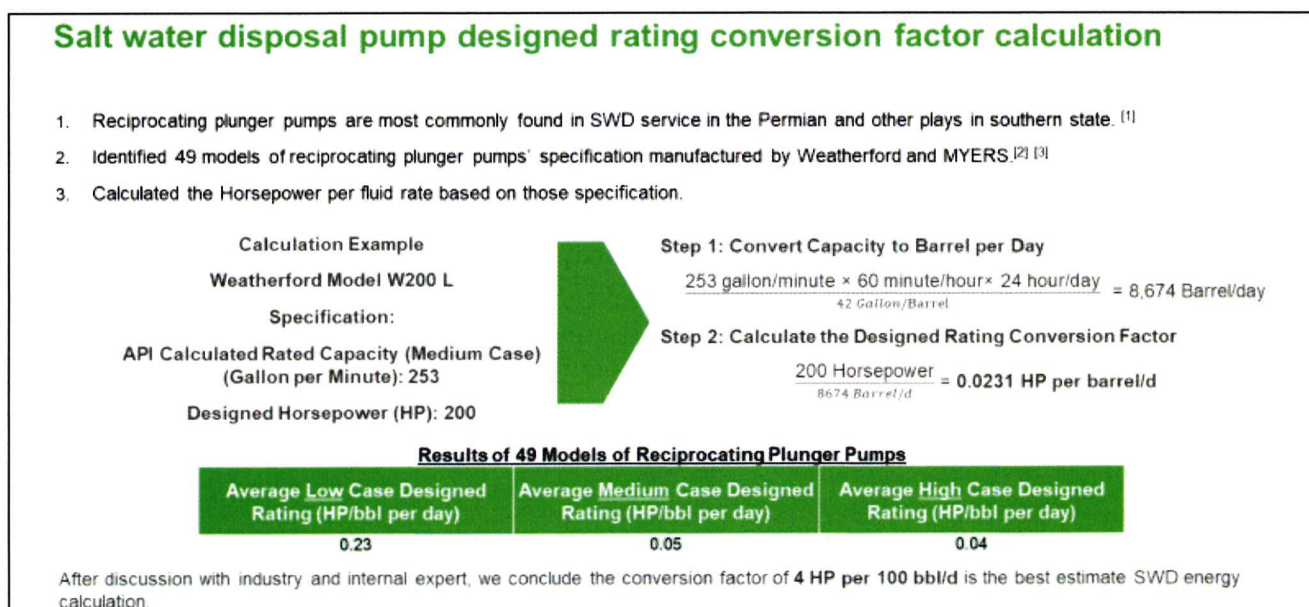 Salt water disposal pump designed rating conversion factor calculation
1. Reciprocating plunger pumps are most commonly found in SWD service in the Permian and other plays in southern state. [1]
2. Identified 49 models of reciprocating plunger pumps' specification manufactured by Weatherford and MYERS.[2] [3]
3. Calculated the Horsepower per fluid rate based on those specification.
Calculation Example
Weatherford Model W200 L
Specification:
API Calculated Rated Capacity (Medium Case)
(Gallon per Minute): 253
Designed Horsepower (HP): 200
Step 1: Convert Capacity to Barrel per Day
253 gallon/minute × 60 minute/hour× 24 hour/day
42 Gallon/Barrel
= 8,674 Barrel/day
Step 2: Calculate the Designed Rating Conversion Factor
200 Horsepower
8674 Barrel/d
= 0.0231 HP per barrel/d
Results of 49 Models of Reciprocating Plunger Pumps
Average Low Case Designed
Rating (HP/bbl per day)
Average Medium Case Designed
Rating (HP/bbl per day)
Average High Case Designed
Rating (HP/bbl per day)
0.23
0.05
0.04
After discussion with industry and internal expert, we conclude the conversion factor of 4 HP per 100 bbl/d is the best estimate SWD energy
calculation.